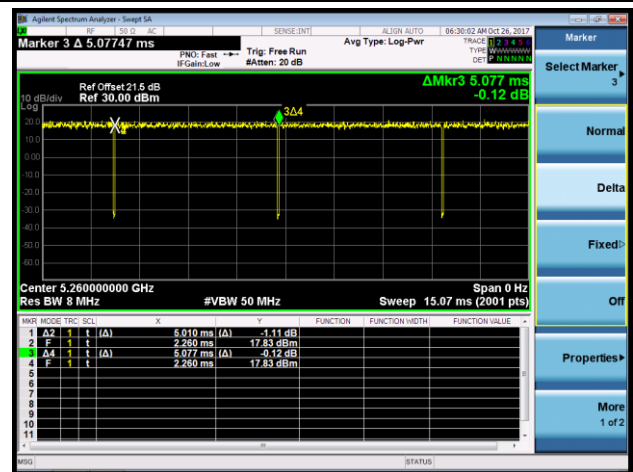 Agilent Spectrum Analyzer - Swept SA
RF 50 Ω AC SENSE:INT ALIGN AUTO 06:30:02 AM Oct 26, 2017
Marker 3 Δ 5.07747 ms
PNO: Fast Trig: Free Run
IFGain:Low #Atten: 20 dB
Avg Type: Log-Pwr
TRACE 1 2 3 4 5 6
TYPE WWWWWW
DET P N N N N N
Ref Offset 21.5 dB
10 dB/div Ref 30.00 dBm
Log
ΔMkr3 5.077 ms
-0.12 dB
3Δ4
20.0
10.0
0.00
-10.0
-20.0
-30.0
-40.0
-50.0
-60.0
Center 5.260000000 GHz Span 0 Hz
Res BW 8 MHz #VBW 50 MHz Sweep 15.07 ms (2001 pts)
MKR MODE TRC SCL X Y FUNCTION FUNCTION WIDTH FUNCTION VALUE
1 Δ2 1 t (Δ) 5.010 ms (Δ) -1.11 dB
2 F 1 t 2.260 ms 17.83 dBm
3 Δ4 1 t (Δ) 5.077 ms (Δ) -0.12 dB
4 F 1 t 2.260 ms 17.83 dBm
5
6
7
8
9
10
11
MSG STATUS
Marker
Select Marker
3
Normal
Delta
Fixed
Off
Properties
More
1 of 2